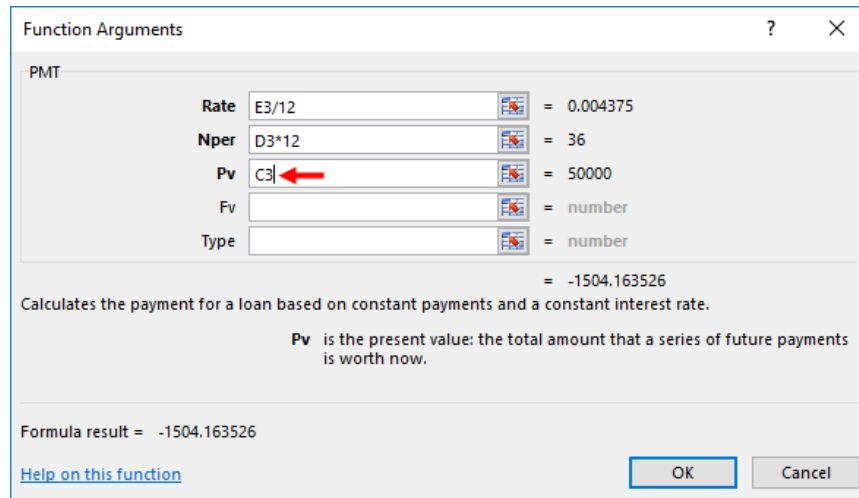 Function Arguments ? ×
PMT
Rate E3/12 = 0.004375
Nper D3*12 = 36
Pv C3 = 50000
Fv = number
Type = number
= -1504.163526
Calculates the payment for a loan based on constant payments and a constant interest rate.
Pv is the present value: the total amount that a series of future payments
is worth now.
Formula result = -1504.163526
Help on this function OK Cancel